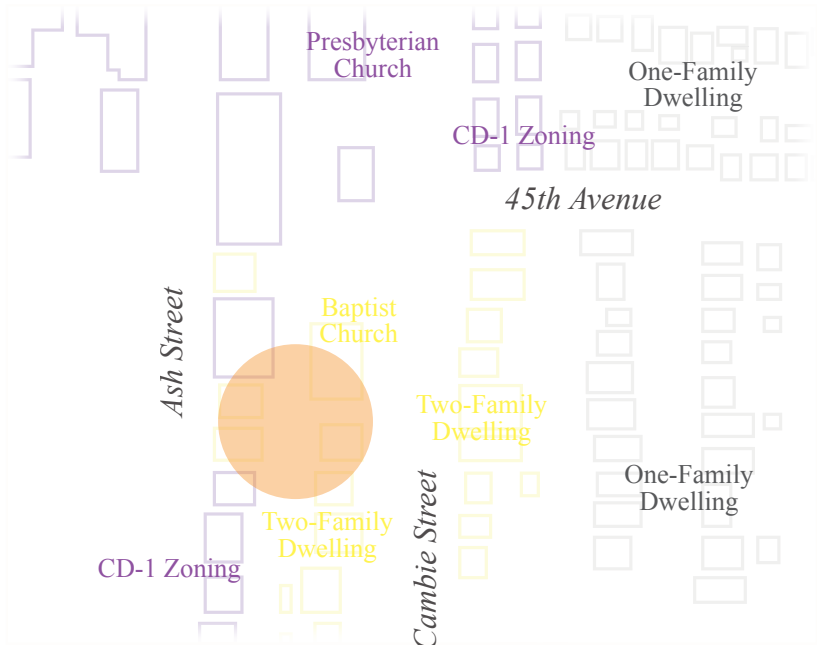 Presbyterian
Church
One-Family
Dwelling
CD-1 Zoning
45th Avenue
Ash Street
Baptist
Church
Two-Family
Dwelling
One-Family
Dwelling
Cambie Street
Two-Family
Dwelling
CD-1 Zoning